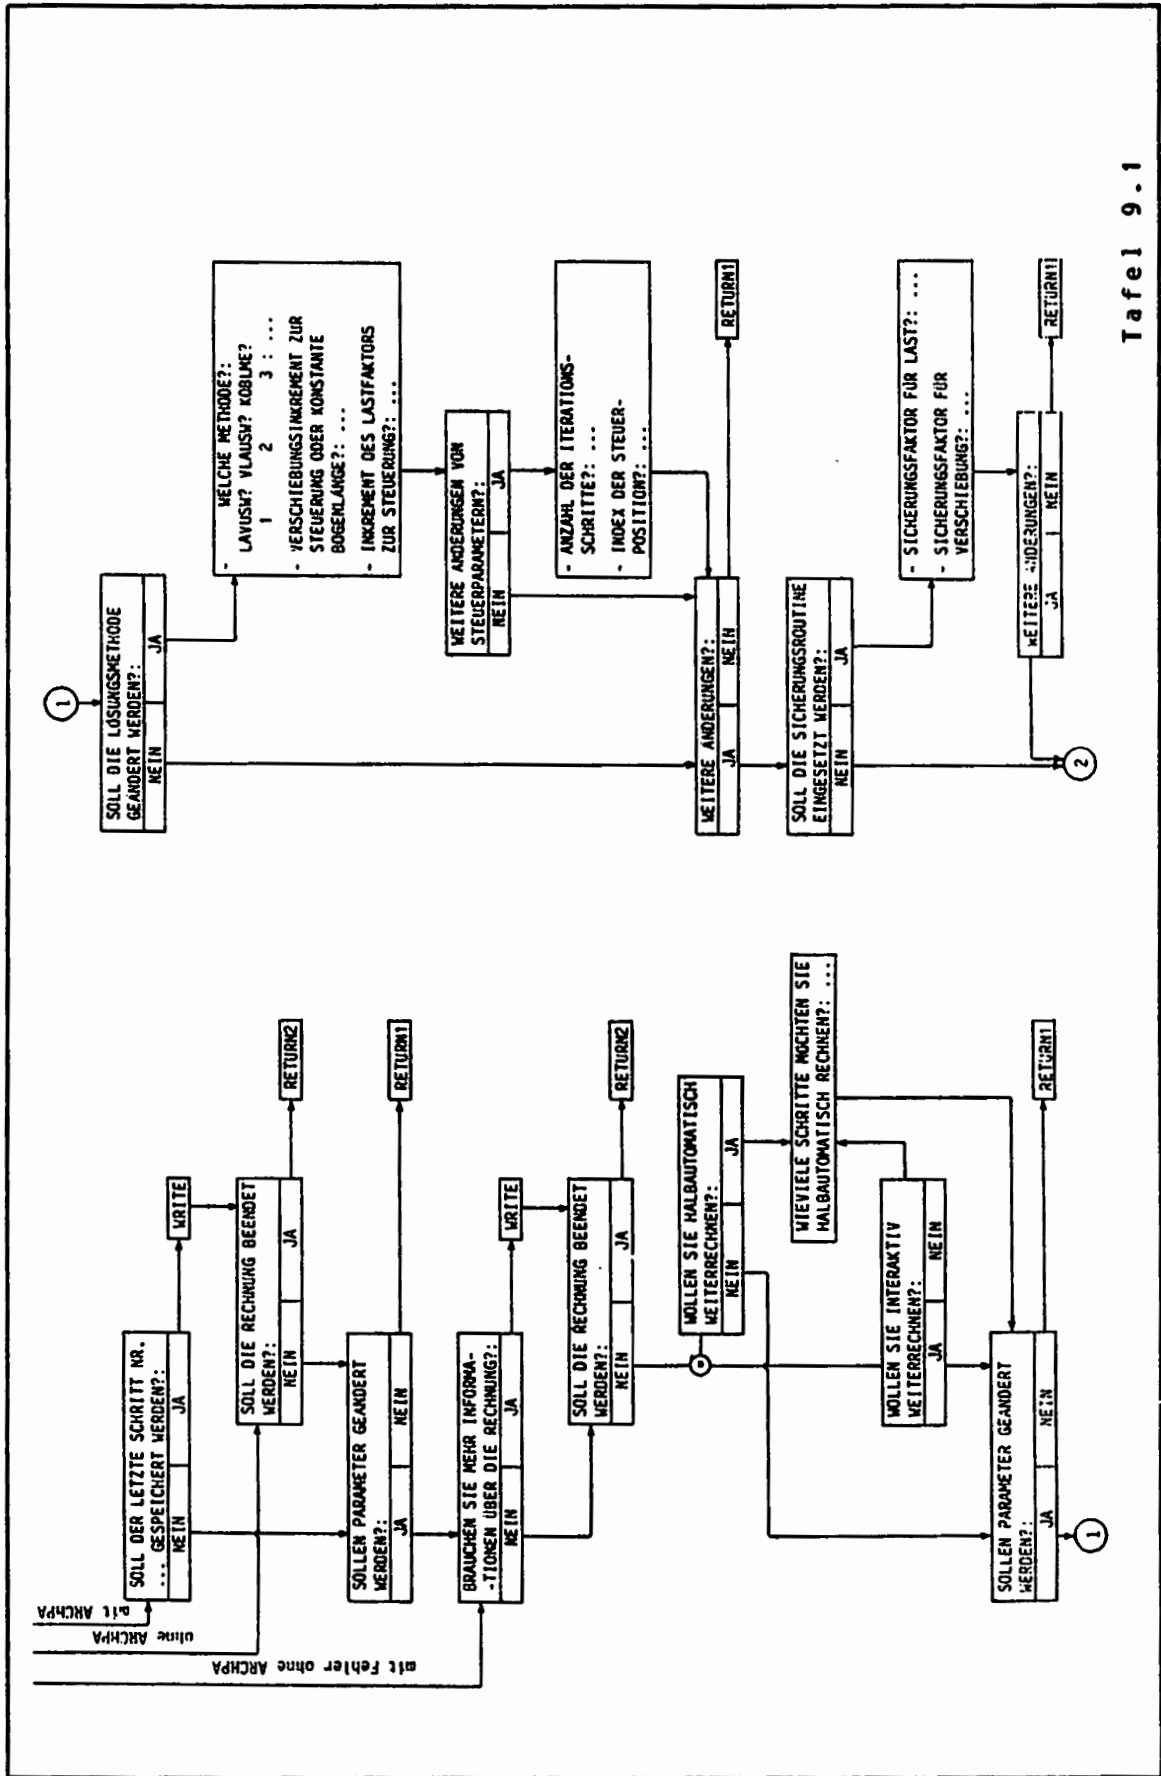 mit ARCHPA
ohne ARCHPA
mit Fehler ohne ARCHPA
SOLL DER LETZTE SCHRITT NR.
... GESPEICHERT WERDEN?:
NEIN JA
WRITE
SOLL DIE RECHNUNG BEENDET
WERDEN?:
NEIN JA
RETURN2
SOLLEN PARAMETER GEÄNDERT
WERDEN?:
JA NEIN
RETURN1
BRAUCHEN SIE MEHR INFORMA-
-TIONEN ÜBER DIE RECHNUNG?:
NEIN JA
WRITE
SOLL DIE RECHNUNG BEENDET
WERDEN?:
NEIN JA
RETURN2
WOLLEN SIE HALBAUTOMATISCH
WEITERRECHNEN?:
NEIN JA
WIEVIELE SCHRITTE MÖCHTEN SIE
HALBAUTOMATISCH RECHNEN?: ...
WOLLEN SIE INTERAKTIV
WEITERRECHNEN?:
JA NEIN
SOLLEN PARAMETER GEÄNDERT
WERDEN?:
JA NEIN
RETURN1
1
1
SOLL DIE LÖSUNGSMETHODE
GEÄNDERT WERDEN?:
NEIN JA
- WELCHE METHODE?:
LAVUSW? VLAUSW? KOBLME?
1 2 3 : ...
- VERSCHIEBUNGSINKREMENT ZUR
STEUERUNG ODER KONSTANTE
BOGENLÄNGE?: ...
- INKREMENT DES LASTFAKTORS
ZUR STEUERUNG?: ...
WEITERE ÄNDERUNGEN VON
STEUERPARAMETERN?:
NEIN JA
- ANZAHL DER ITERATIONS-
SCHRITTE?: ...
- INDEX DER STEUER-
POSITION?: ...
WEITERE ÄNDERUNGEN?:
JA NEIN
RETURN1
SOLL DIE SICHERUNGSROUTINE
EINGESETZT WERDEN?:
NEIN JA
- SICHERUNGSFAKTOR FÜR LAST?: ...
- SICHERUNGSFAKTOR FÜR
VERSCHIEBUNG?: ...
WEITERE ÄNDERUNGEN?:
JA NEIN
RETURN1
2
Tafel 9.1